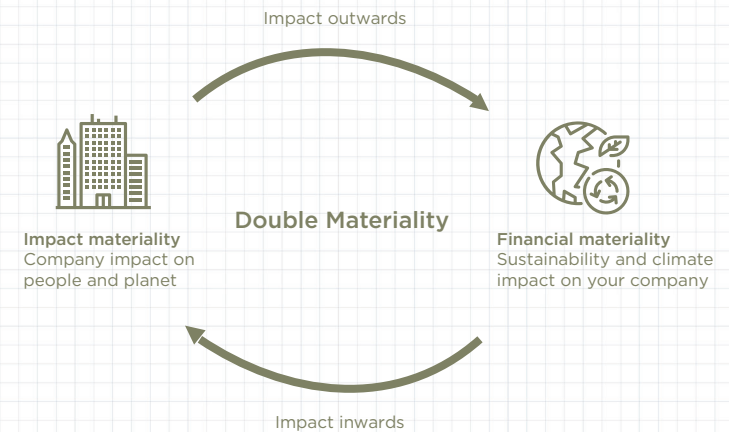 Impact outwards
Double Materiality
Impact materiality
Company impact on
people and planet
Financial materiality
Sustainability and climate
impact on your company
Impact inwards